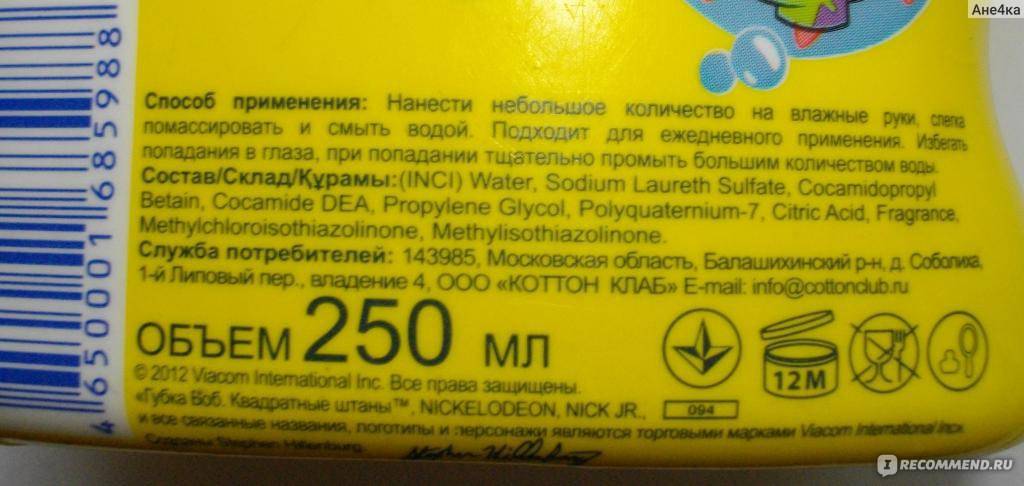 Ане4ка
Способ применения: Нанести небольшое количество на влажные руки, слегка
помассировать и смыть водой. Подходит для ежедневного применения. Избегать
попадания в глаза, при попадании тщательно промыть большим количеством воды.
Состав/Склад/Құрамы:(INCI) Water, Sodium Laureth Sulfate, Cocamidopropyl
Betain, Cocamide DEA, Propylene Glycol, Polyquaternium-7, Citric Acid, Fragrance,
Methylchloroisothiazolinone, Methylisothiazolinone.
Служба потребителей: 143985, Московская область, Балашихинский р-н, д. Соболиха,
1-й Липовый пер., владение 4, ООО «КОТТОН КЛАБ» E-mail: info@cottonclub.ru
ОБЪЕМ 250 МЛ
12M
© 2012 Viacom International Inc. Все права защищены.
«Губка Боб. Квадратные штаны™, NICKELODEON, NICK JR.,
094
и все связанные названия, логотипы и персонажи являются торговыми марками Viacom International Inc.
Созданы Stephen Hillenburg.
4650001685988
IRECOMMEND.RU